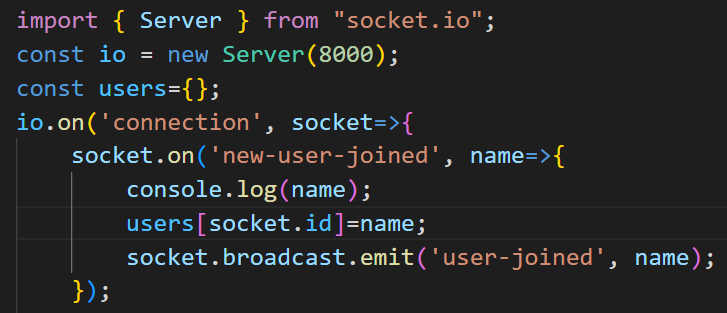 import { Server } from "socket.io";
const io = new Server(8000);
const users={};
io.on('connection', socket=>{
    socket.on('new-user-joined', name=>{
        console.log(name);
        users[socket.id]=name;
        socket.broadcast.emit('user-joined', name);
    });